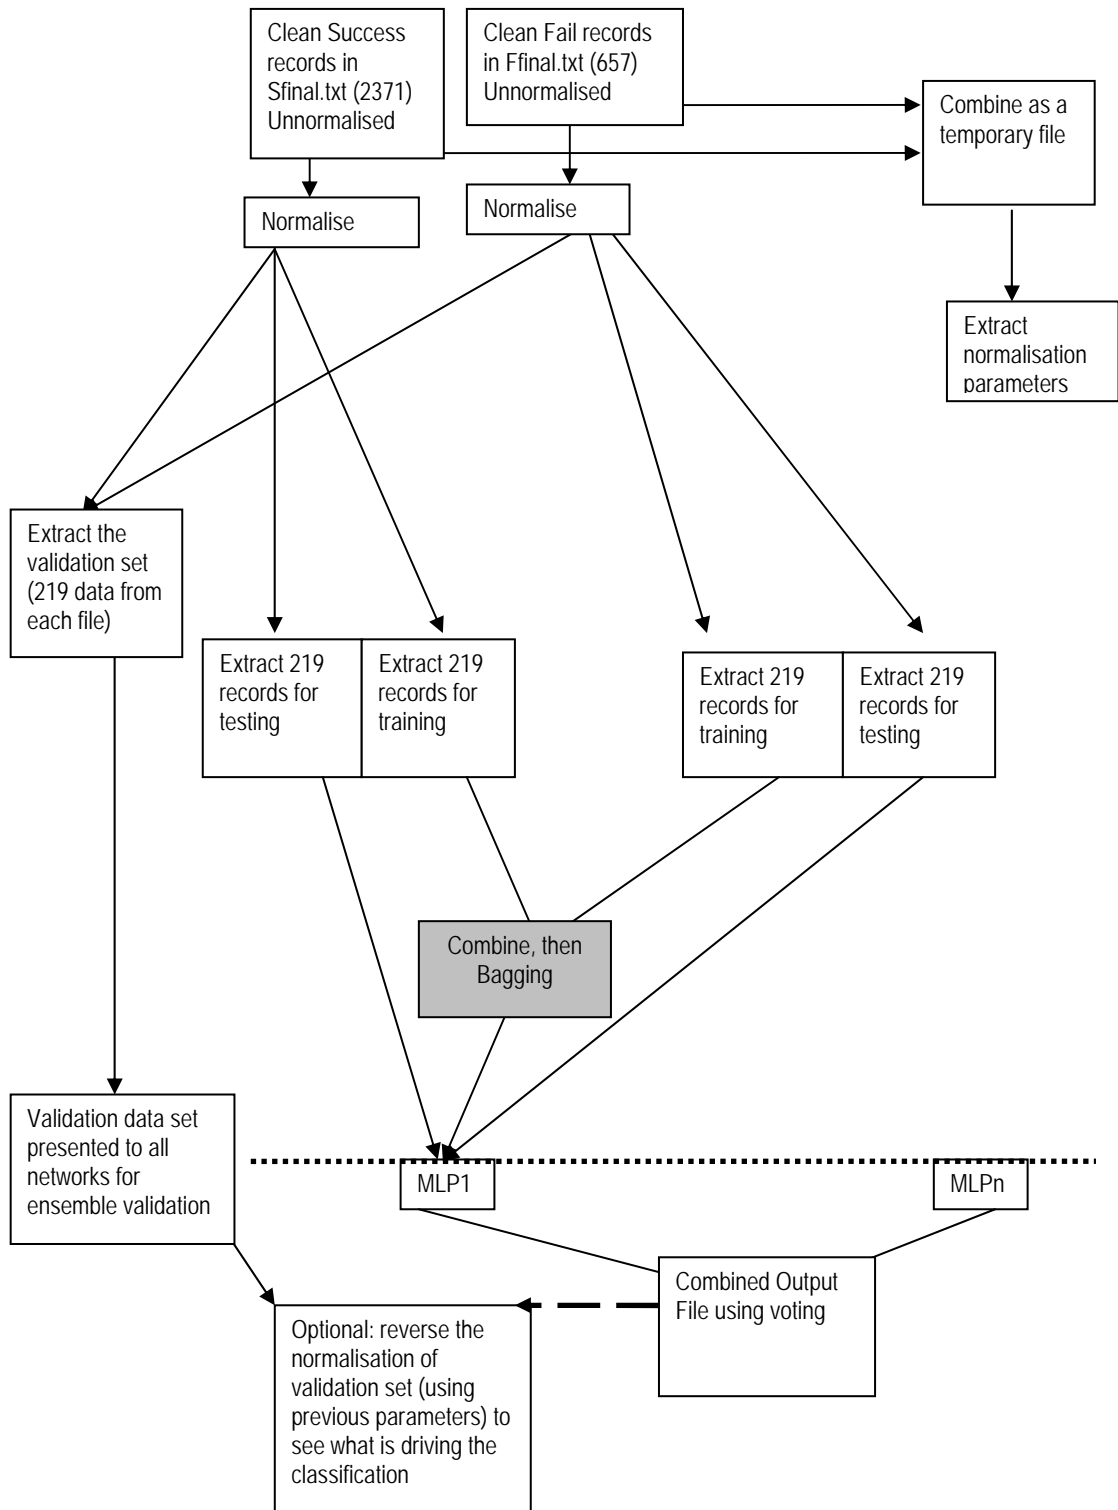 Clean Success
records in
Sfinal.txt (2371)
Unnormalised
Clean Fail records
in Ffinal.txt (657)
Unnormalised
Combine as a
temporary file
Normalise
Normalise
Extract
normalisation
parameters
Extract the
validation set
(219 data from
each file)
Extract 219
records for
testing
Extract 219
records for
training
Extract 219
records for
training
Extract 219
records for
testing
Combine, then
Bagging
Validation data set
presented to all
networks for
ensemble validation
MLP1
MLPn
Combined Output
File using voting
Optional: reverse the
normalisation of
validation set (using
previous parameters) to
see what is driving the
classification